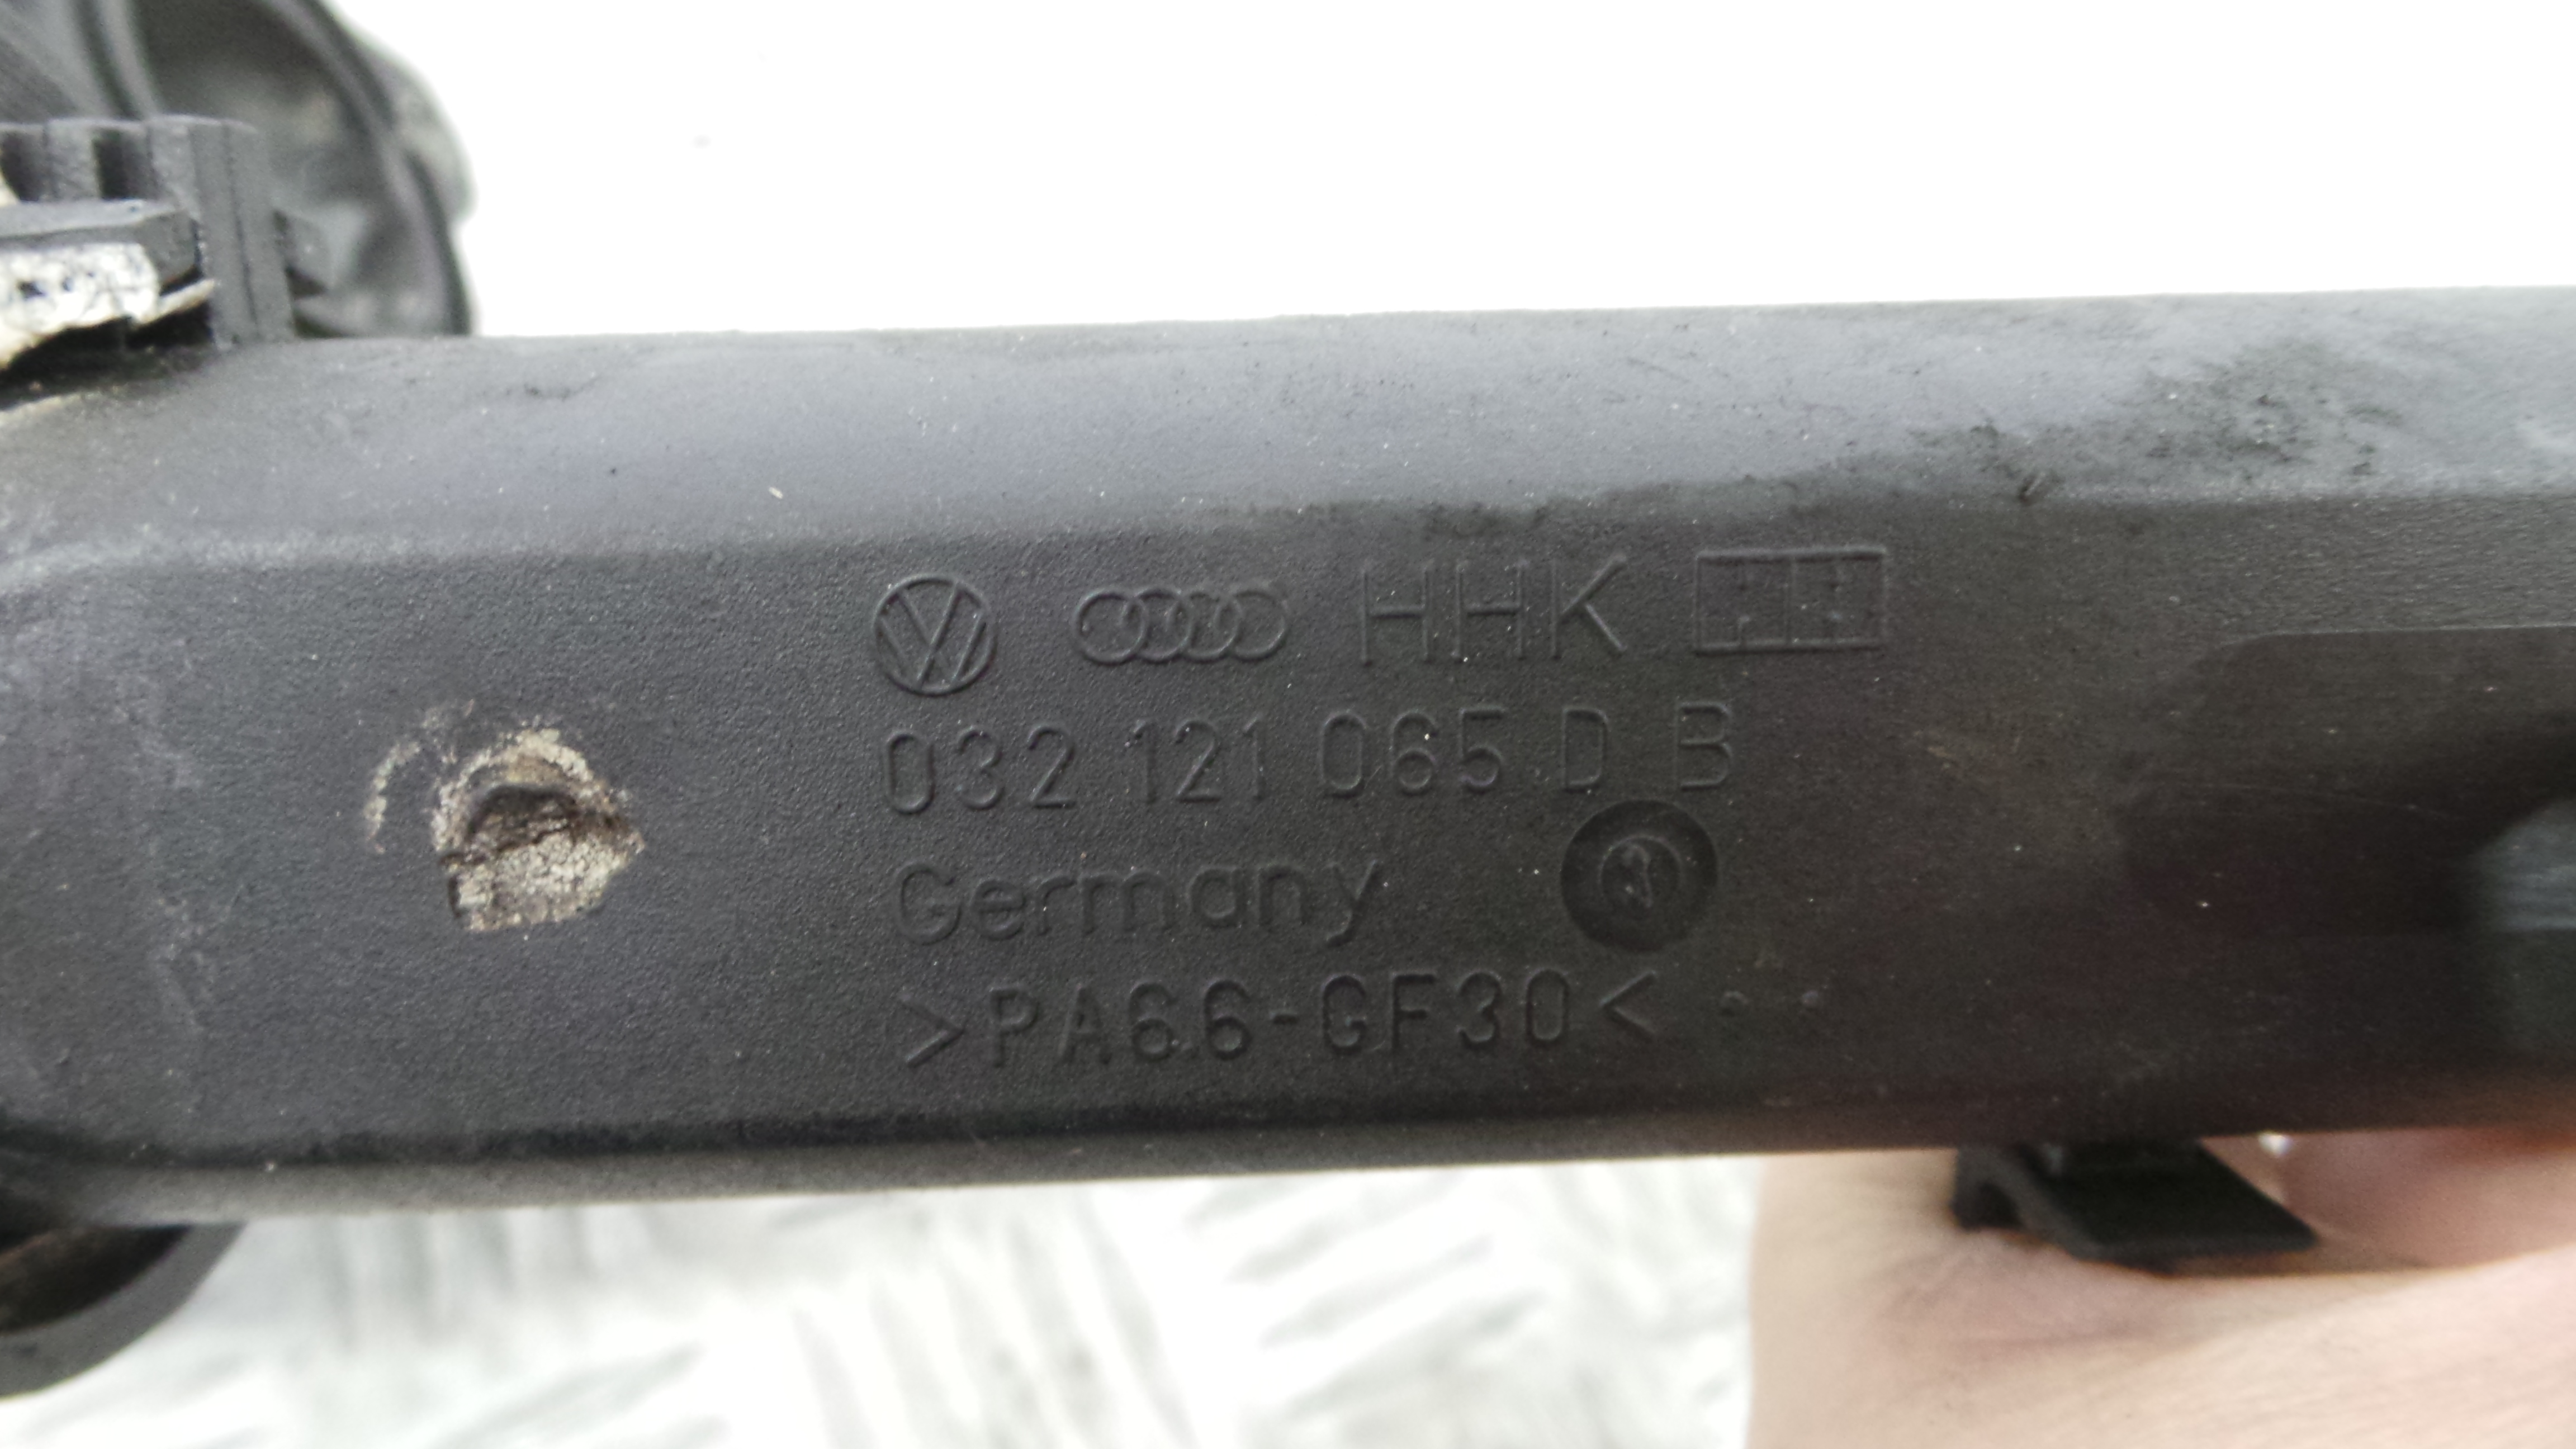 HHK
032 121 065 D B
Germany
>PA66-GF30<